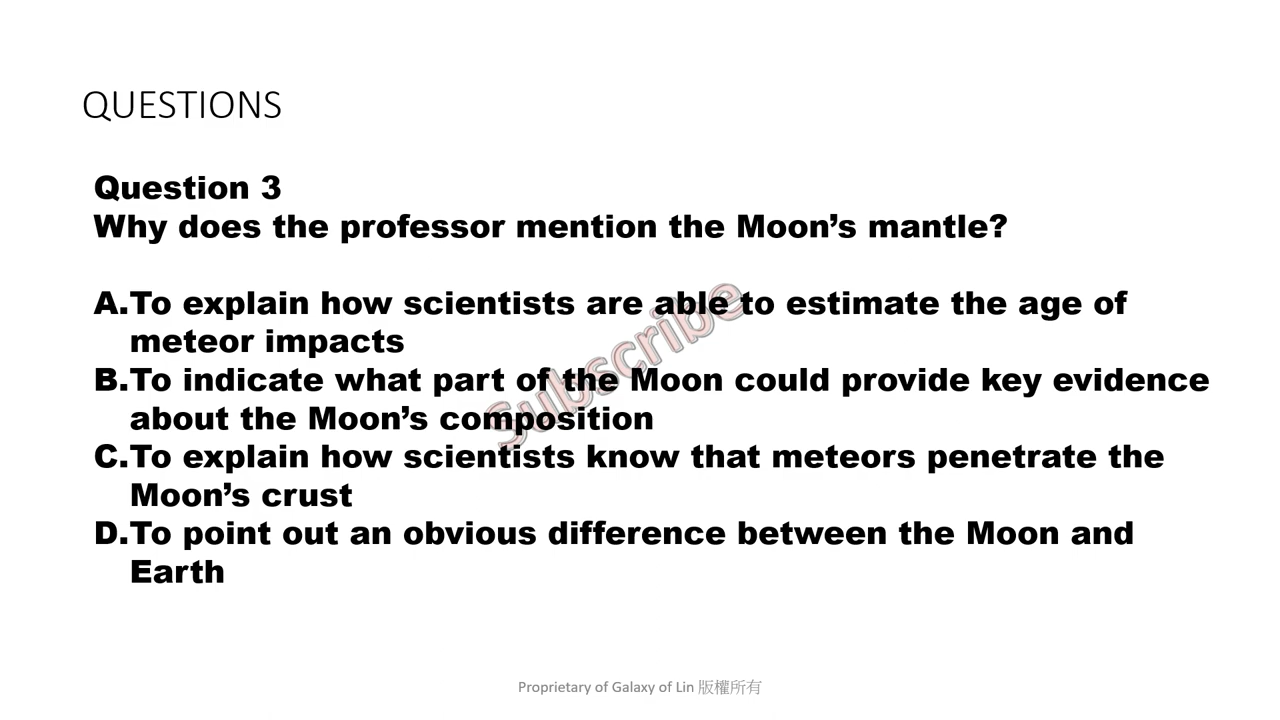 QUESTIONS
Question 3
Why does the professor mention the Moon’s mantle?
A.To explain how scientists are able to estimate the age of
meteor impacts
B.To indicate what part of the Moon could provide key evidence
about the Moon’s composition
C.To explain how scientists know that meteors penetrate the
Moon’s crust
D.To point out an obvious difference between the Moon and
Earth
Subscribe
Proprietary of Galaxy of Lin 版權所有